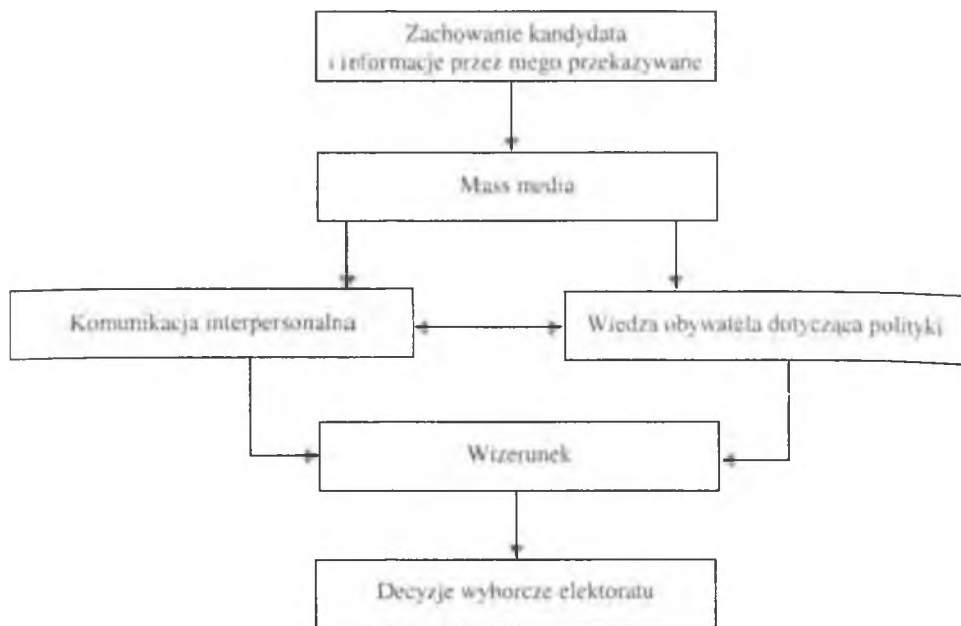 Zachowanie kandydata
i informacje przez niego przekazywane
Mass media
Komunikacja interpersonalna
Wiedza obywatela dotycząca polityki
Wizerunek
Decyzje wyborcze elektoratu